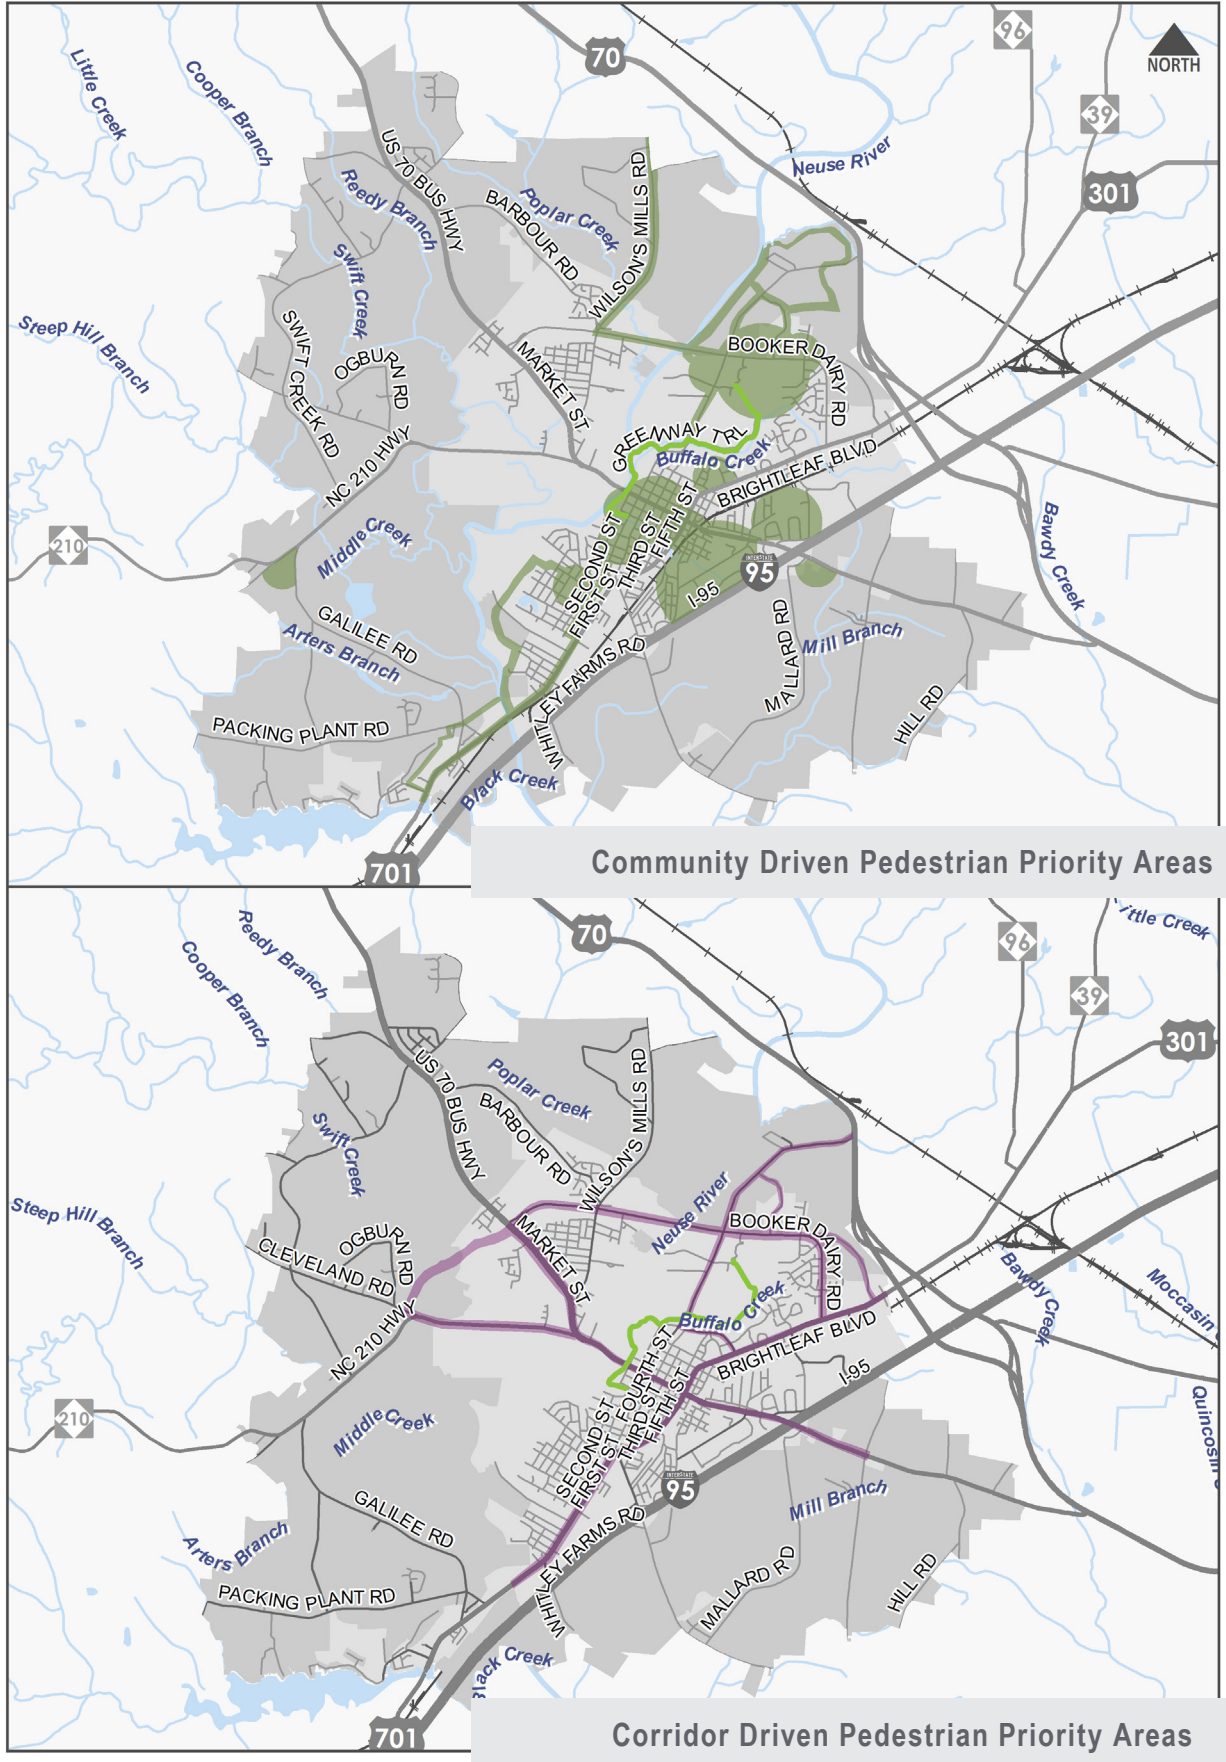 96
70
NORTH
39
Little Creek
Cooper Branch
US 70 BUS HWY
Neuse River
WILSON'S MILLS RD
Reedy Branch
BARBOUR RD
Poplar Creek
301
Swift Creek
Steep Hill Branch
SWIFT CREEK RD
OGBURN RD
MARKET ST
BOOKER DAIRY RD
GREENWAY TRL
Buffalo Creek
BRIGHTLEAF BLVD
NC 210 HWY
210
Middle Creek
SECOND ST
FIRST ST
THIRD ST
FIFTH ST
Bawdy Creek
INTERSTATE
95
I-95
GALILEE RD
Arters Branch
MALLARD RD
Mill Branch
WHITLEY FARMS RD
HILL RD
PACKING PLANT RD
Black Creek
701
Community Driven Pedestrian Priority Areas
Reedy Branch
70
96
ittle Creek
Cooper Branch
39
301
US 70 BUS HWY
Poplar Creek
WILSON'S MILLS RD
BARBOUR RD
Swift Creek
Steep Hill Branch
Neuse River
OGBURN RD
CLEVELAND RD
MARKET ST
BOOKER DAIRY RD
Bawdy Creek
Moccasin
Buffalo Creek
NC 210 HWY
BRIGHTLEAF BLVD
I-95
FOURTH ST
210
Middle Creek
SECOND ST
FIRST ST
THIRD ST
FIFTH ST
Quincosin
INTERSTATE
95
GALILEE RD
Mill Branch
Arters Branch
WHITLEY FARMS RD
MALLARD RD
HILL RD
PACKING PLANT RD
Black Creek
701
Corridor Driven Pedestrian Priority Areas